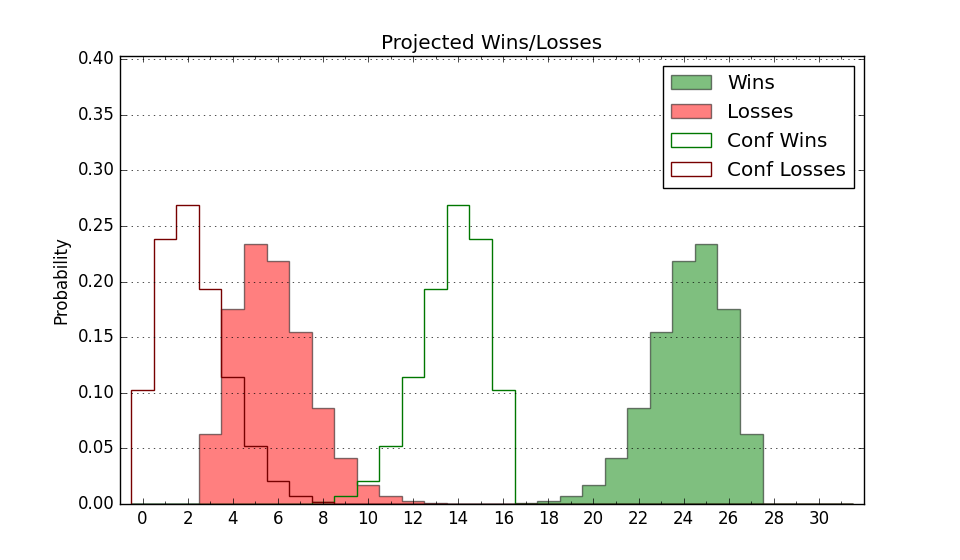 Projected Wins/Losses
0.40
0.35
0.30
0.25
0.20
0.15
0.10
0.05
0.00
Probability
Wins
Losses
Conf Wins
Conf Losses
0 2 4 6 8 10 12 14 16 18 20 22 24 26 28 30